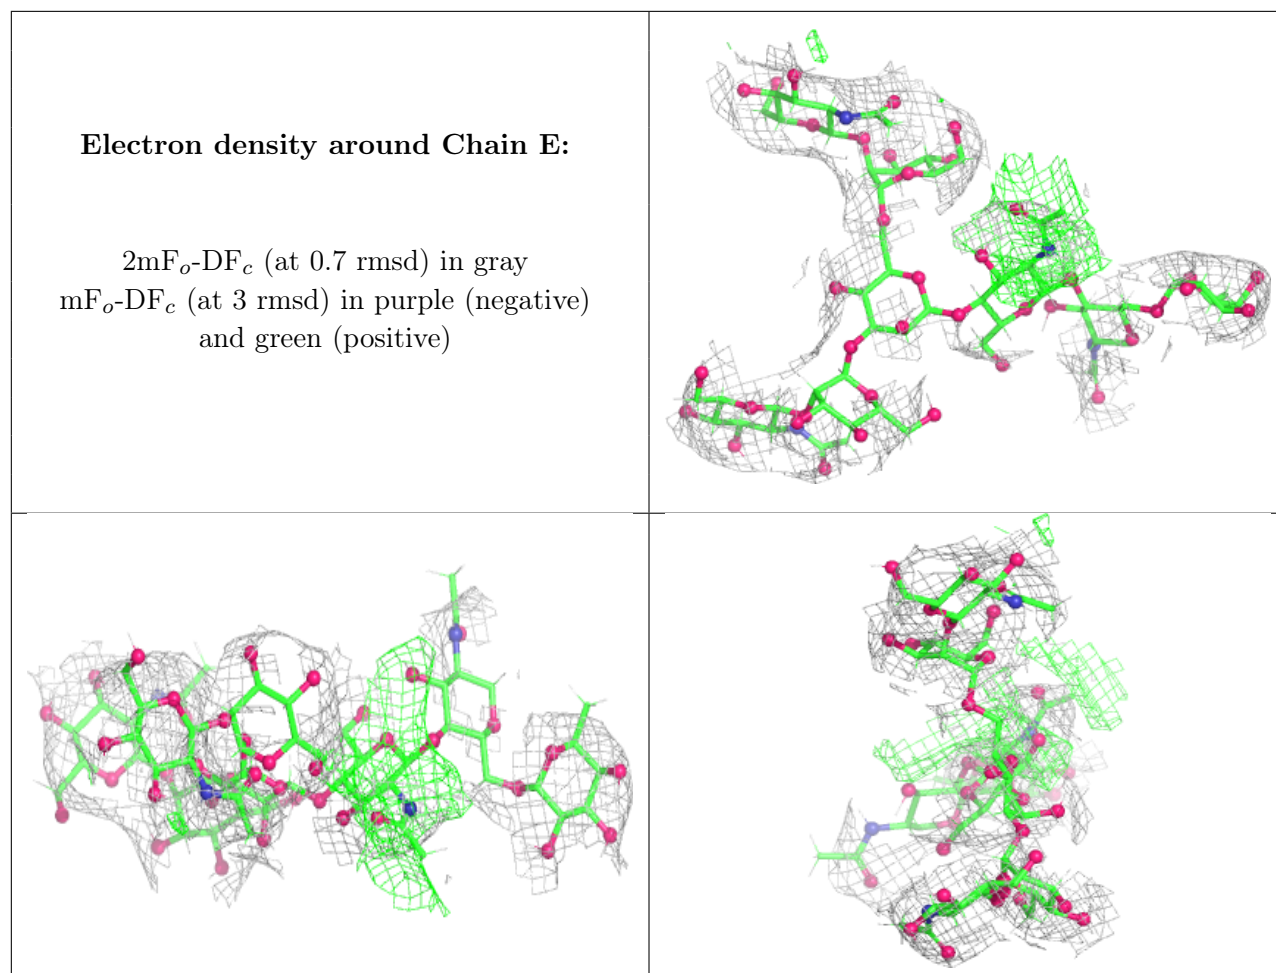 Electron density around Chain E:
2mFₒ-DF𝒸 (at 0.7 rmsd) in gray
mFₒ-DF𝒸 (at 3 rmsd) in purple (negative)
and green (positive)